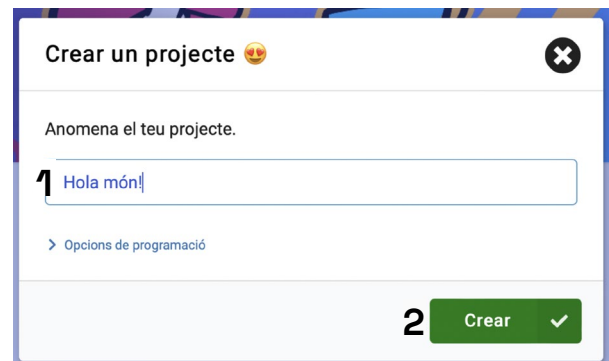 Crear un projecte 😍
Anomena el teu projecte.
1 Hola món!
Opcions de programació
2 Crear